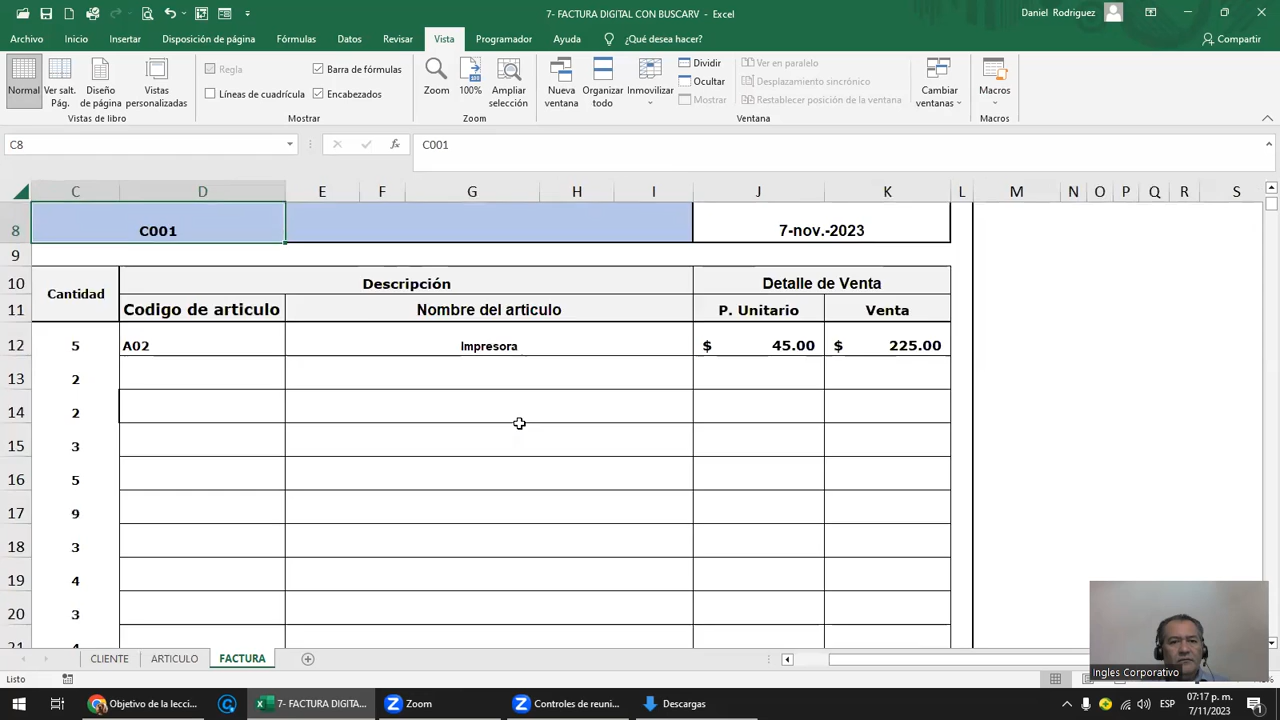 7- FACTURA DIGITAL CON BUSCARV - Excel
Daniel Rodriguez
Archivo Inicio Insertar Disposición de página Fórmulas Datos Revisar Vista Programador Ayuda ¿Qué desea hacer? Compartir
Normal
Ver salt. Pág.
Diseño de página
Vistas personalizadas
Vistas de libro
Regla
Barra de fórmulas
Líneas de cuadrícula
Encabezados
Mostrar
Zoom
100%
Ampliar selección
Zoom
Nueva ventana
Organizar todo
Inmovilizar
Dividir
Ocultar
Mostrar
Ver en paralelo
Desplazamiento sincrónico
Restablecer posición de la ventana
Ventana
Cambiar ventanas
Macros
Macros
C8
fx
C001
C D E F G H I J K L M N O P Q R S
8 C001 7-nov.-2023
9
10 Descripción Detalle de Venta
Cantidad
11 Codigo de articulo Nombre del articulo P. Unitario Venta
12 5 A02 Impresora $ 45.00 $ 225.00
13 2
14 2
15 3
16 5
17 9
18 3
19 4
20 3
21 4
CLIENTE ARTICULO FACTURA
Listo
Ingles Corporativo
Objetivo de la lecci...
7- FACTURA DIGITA...
Zoom
Controles de reuni...
Descargas
ESP
07:17 p. m.
7/11/2023